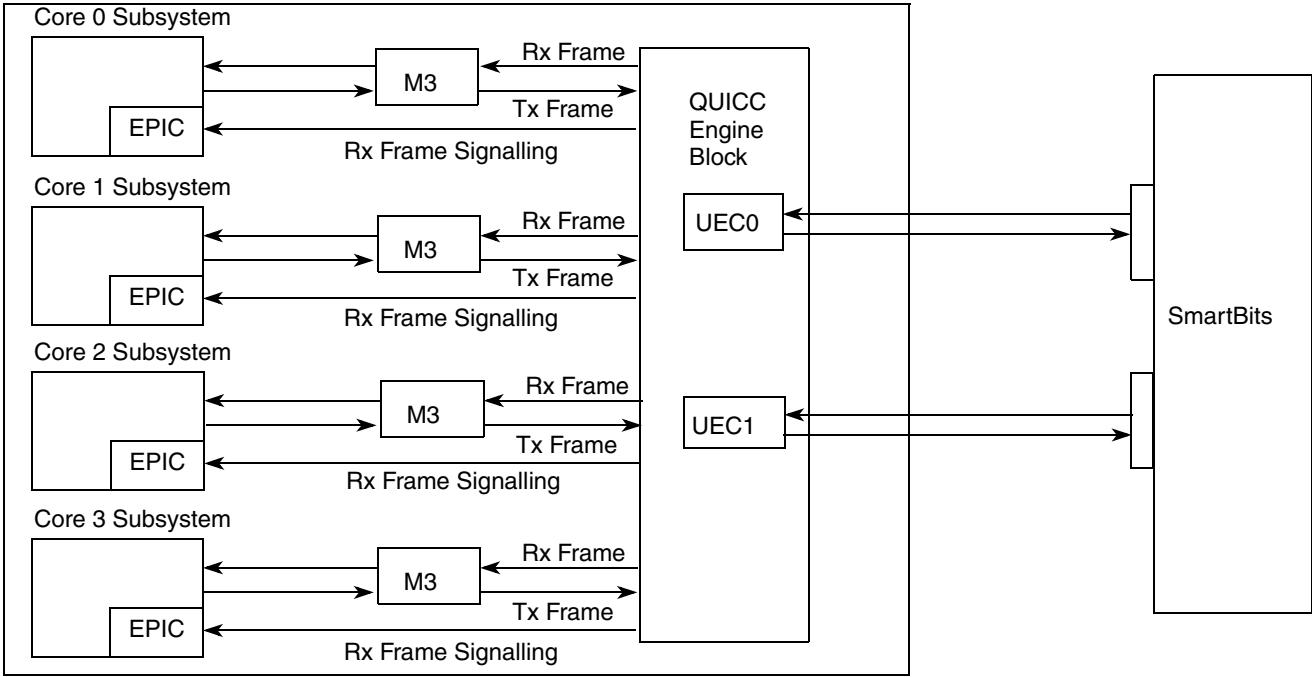 Core 0 Subsystem
Rx Frame
M3
Tx Frame
EPIC
Rx Frame Signalling
Core 1 Subsystem
Rx Frame
M3
Tx Frame
EPIC
Rx Frame Signalling
Core 2 Subsystem
Rx Frame
M3
Tx Frame
EPIC
Rx Frame Signalling
Core 3 Subsystem
Rx Frame
M3
Tx Frame
EPIC
Rx Frame Signalling
QUICC
Engine
Block
UEC0
UEC1
SmartBits